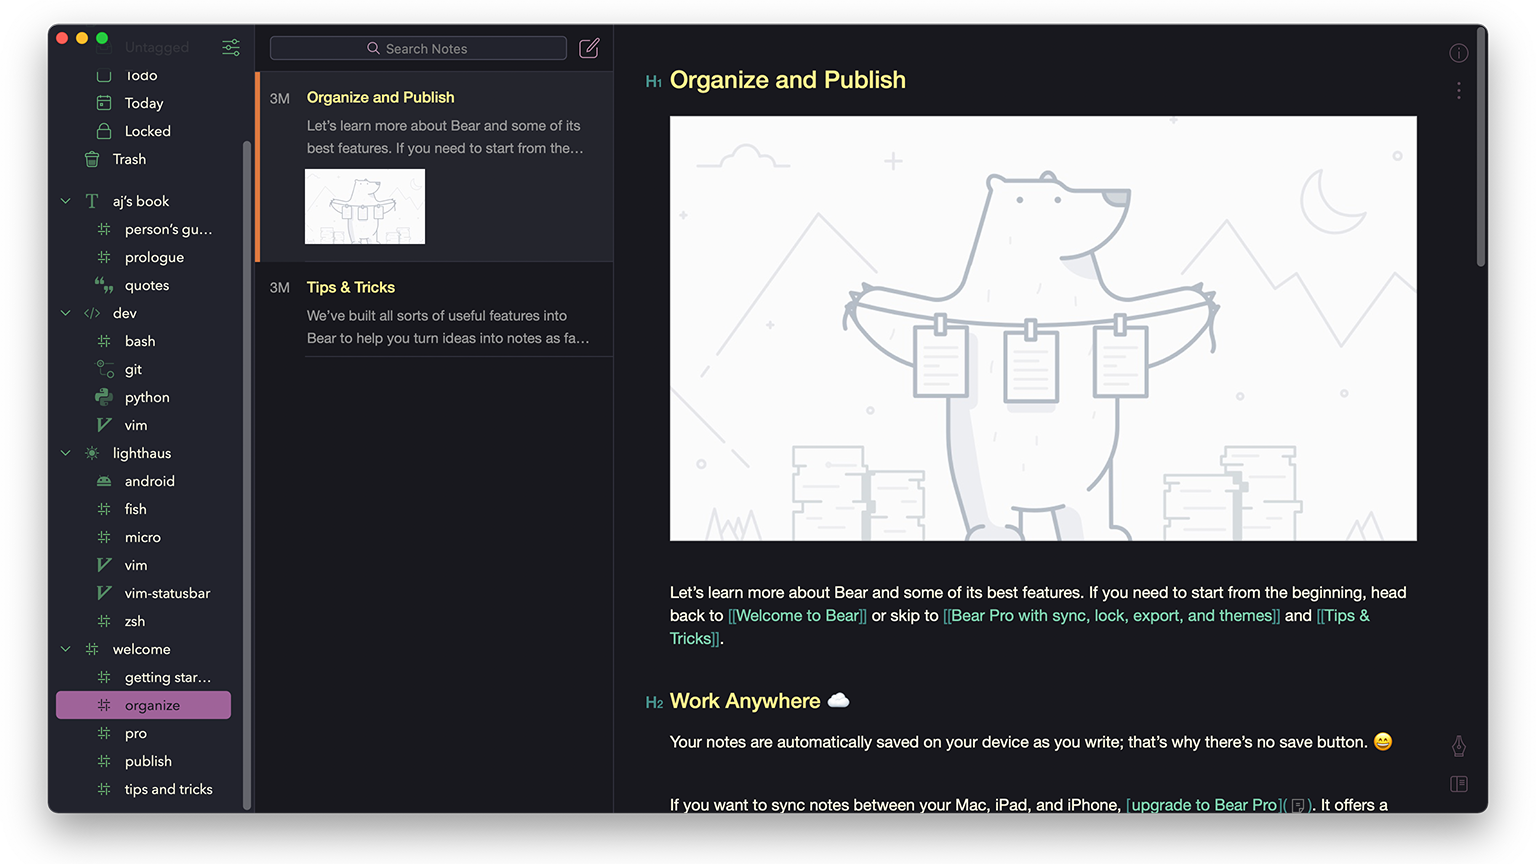 Untagged
Todo
Today
Locked
Trash
aj's book
person's gu…
prologue
quotes
dev
bash
git
python
vim
lighthaus
android
fish
micro
vim
vim-statusbar
zsh
welcome
getting star…
organize
pro
publish
tips and tricks
Search Notes
3M
Organize and Publish
Let's learn more about Bear and some of its
best features. If you need to start from the…
3M
Tips & Tricks
We've built all sorts of useful features into
Bear to help you turn ideas into notes as fa…
H1 Organize and Publish
Let's learn more about Bear and some of its best features. If you need to start from the beginning, head
back to [[Welcome to Bear]] or skip to [[Bear Pro with sync, lock, export, and themes]] and [[Tips &
Tricks]].
H2 Work Anywhere ☁️
Your notes are automatically saved on your device as you write; that's why there's no save button. 😄
If you want to sync notes between your Mac, iPad, and iPhone, [upgrade to Bear Pro]( ). It offers a